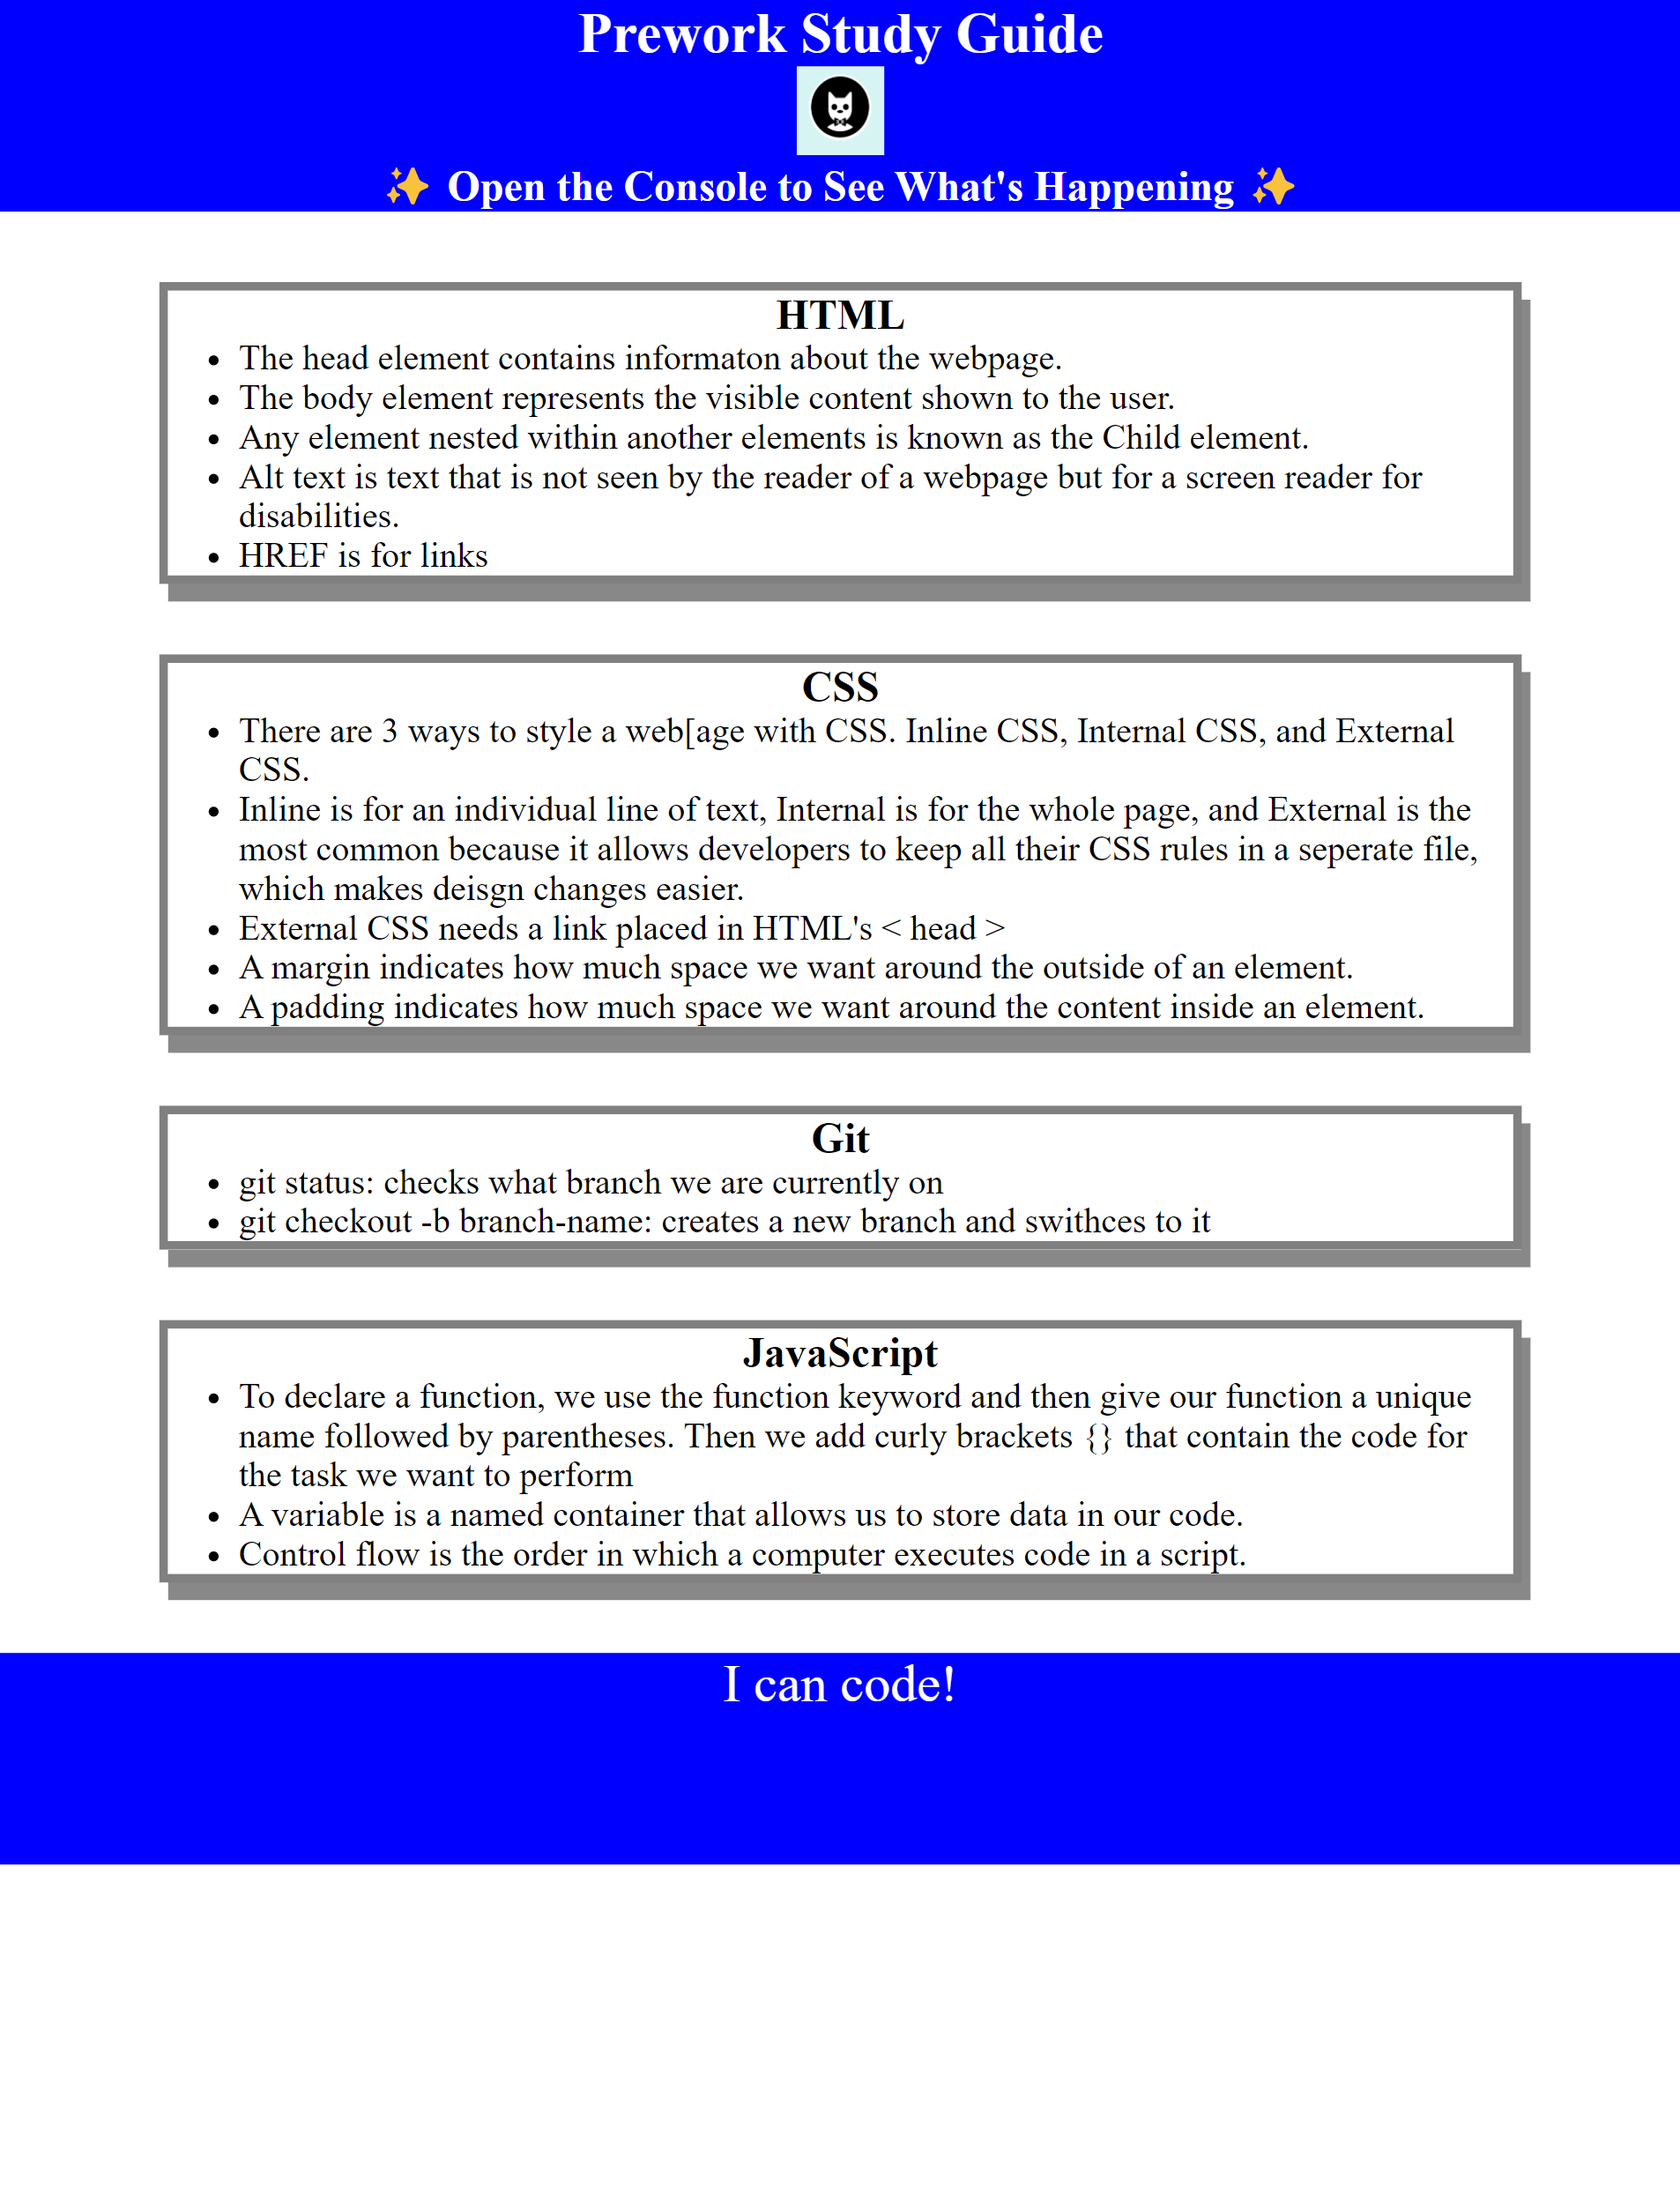 Prework Study Guide
✨ Open the Console to See What's Happening ✨
HTML
• The head element contains informaton about the webpage.
• The body element represents the visible content shown to the user.
• Any element nested within another elements is known as the Child element.
• Alt text is text that is not seen by the reader of a webpage but for a screen reader for
disabilities.
• HREF is for links
CSS
• There are 3 ways to style a web[age with CSS. Inline CSS, Internal CSS, and External
CSS.
• Inline is for an individual line of text, Internal is for the whole page, and External is the
most common because it allows developers to keep all their CSS rules in a seperate file,
which makes deisgn changes easier.
• External CSS needs a link placed in HTML's < head >
• A margin indicates how much space we want around the outside of an element.
• A padding indicates how much space we want around the content inside an element.
Git
• git status: checks what branch we are currently on
• git checkout -b branch-name: creates a new branch and swithces to it
JavaScript
• To declare a function, we use the function keyword and then give our function a unique
name followed by parentheses. Then we add curly brackets {} that contain the code for
the task we want to perform
• A variable is a named container that allows us to store data in our code.
• Control flow is the order in which a computer executes code in a script.
I can code!